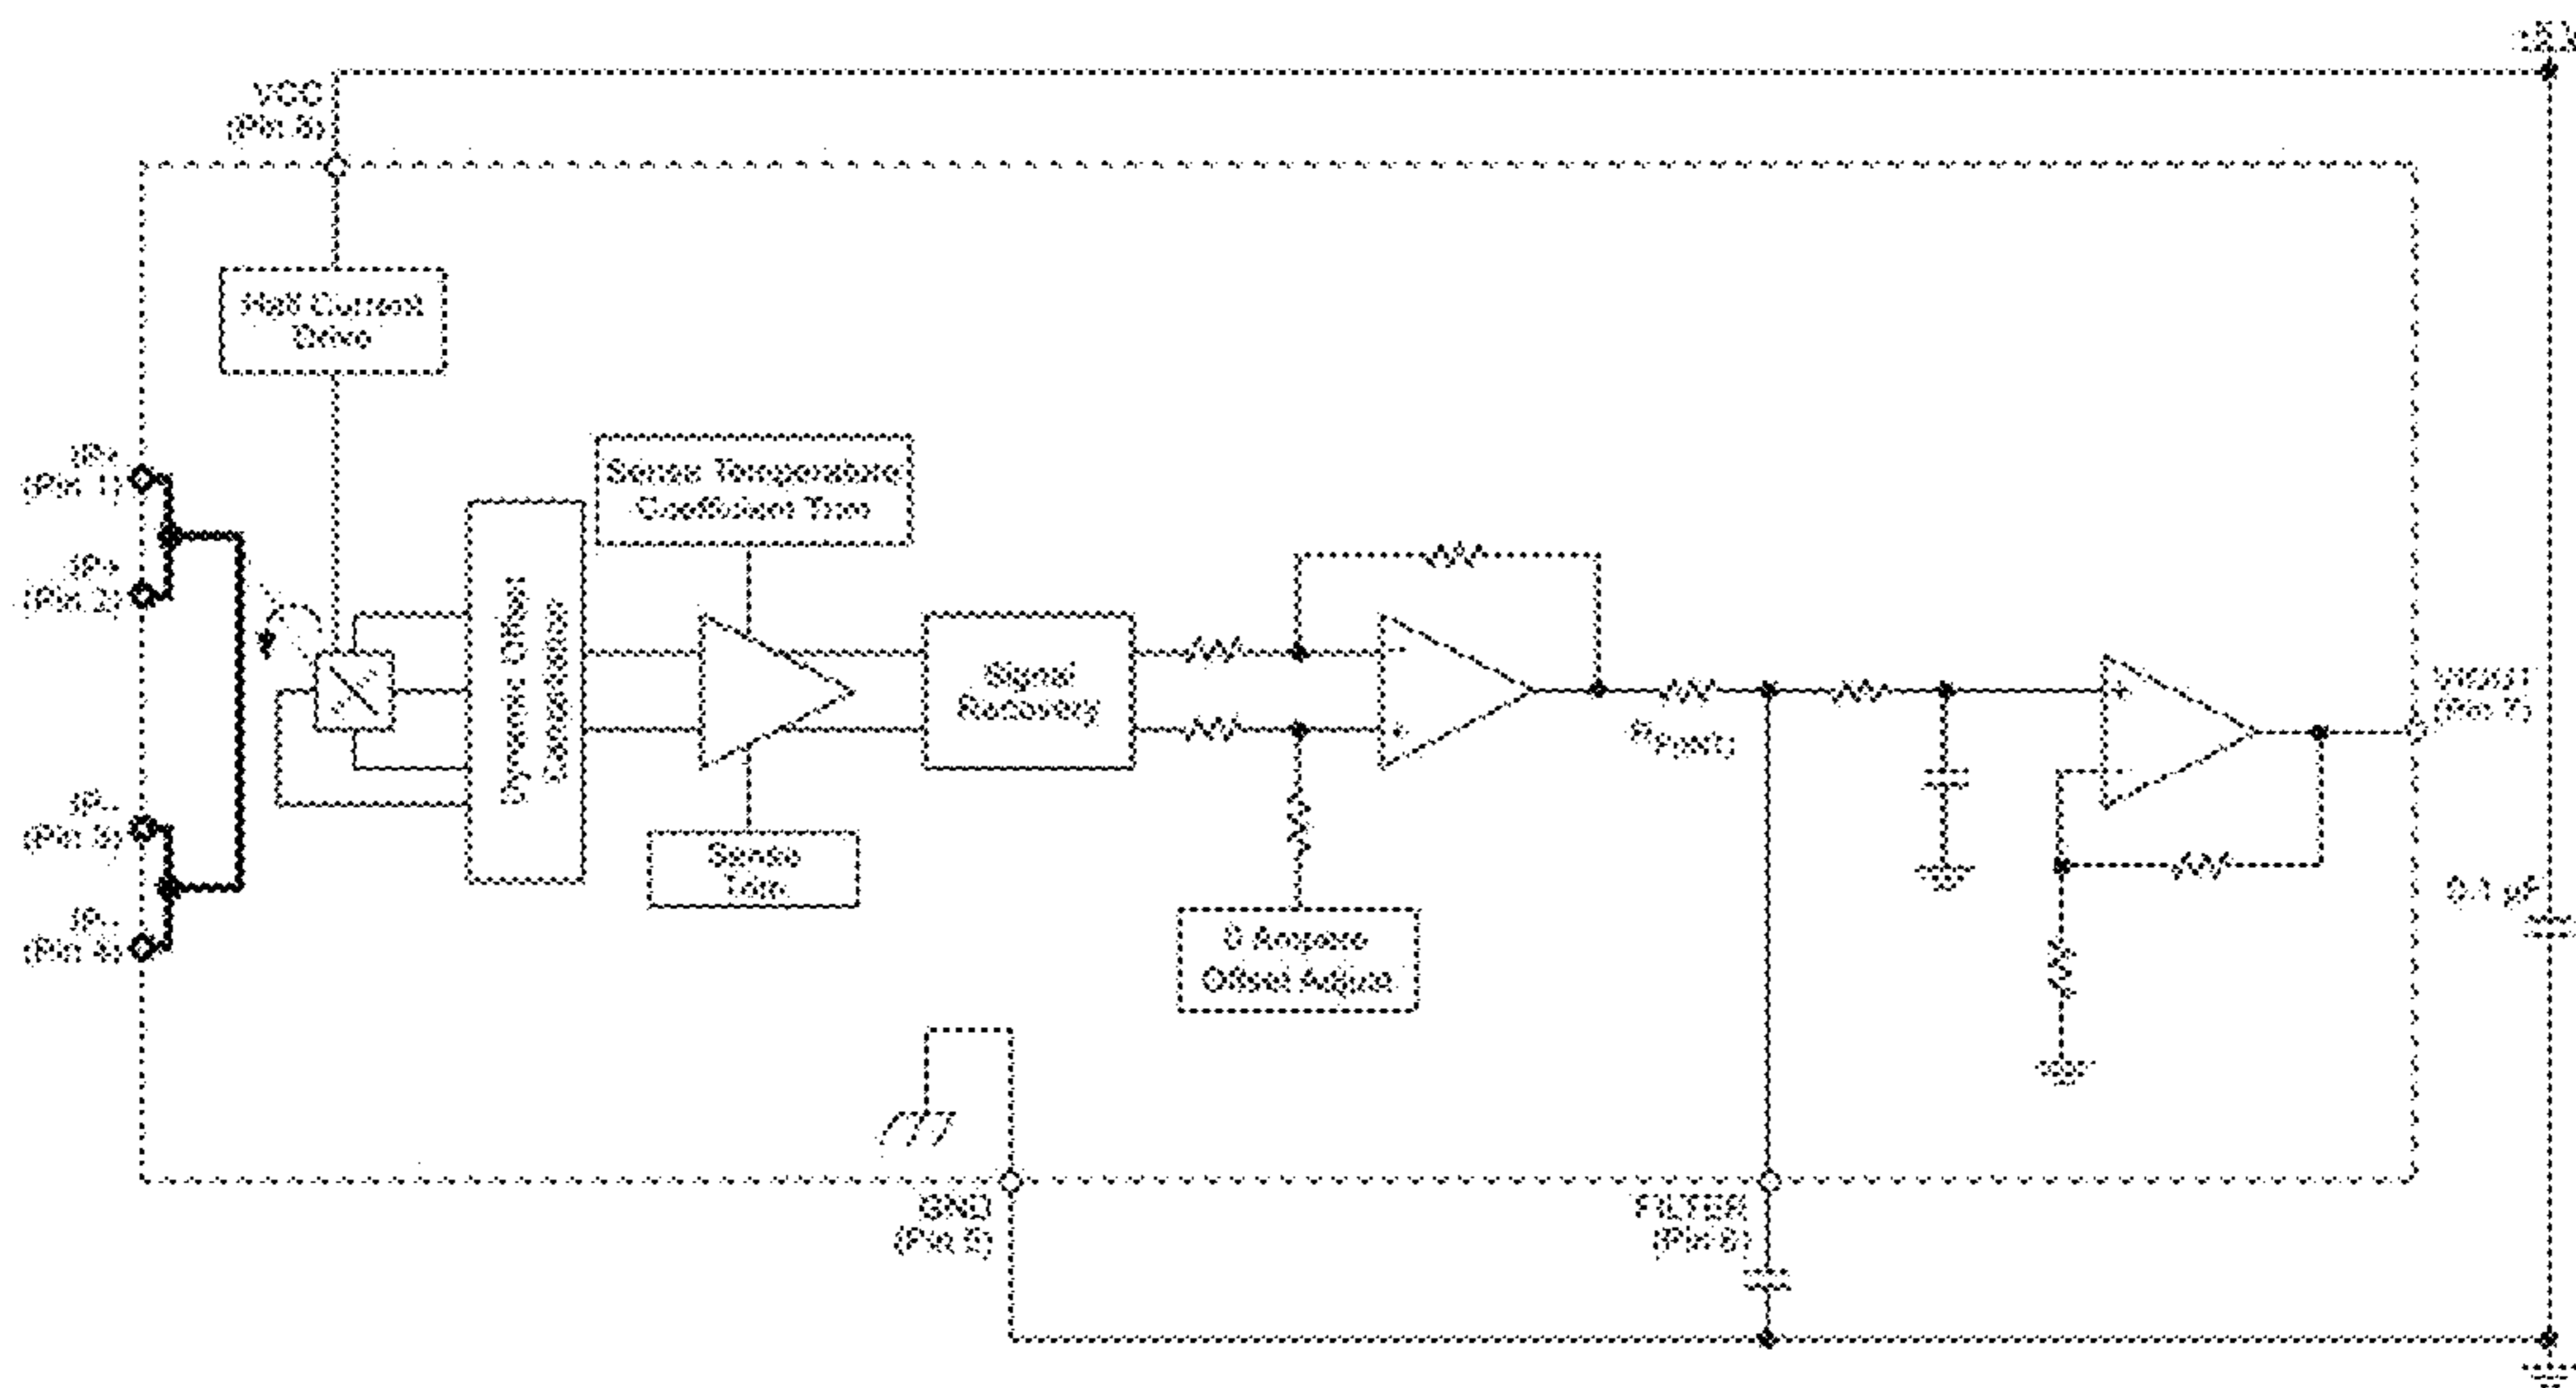 +5 V
VCC
(Pin 8)
Hall Current
Drive
IP+
(Pin 1)
IP+
(Pin 2)
IP−
(Pin 3)
IP−
(Pin 4)
Sense Temperature
Coefficient Trim
Dynamic Offset
Cancellation
Signal
Recovery
Sense
Trim
0 Ampere
Offset Adjust
RF(INT)
VIOUT
(Pin 7)
0.1 µF
GND
(Pin 5)
FILTER
(Pin 6)